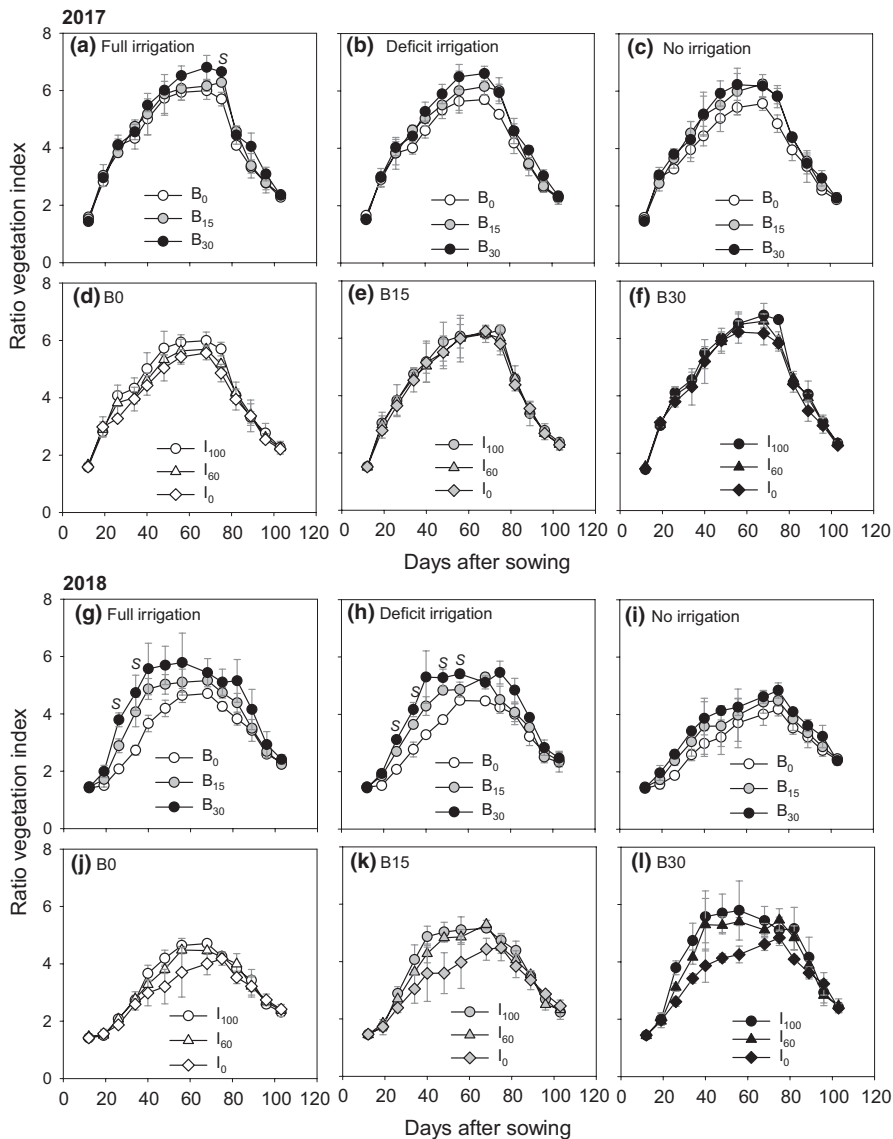 2017
(a) Full irrigation
(b) Deficit irrigation
(c) No irrigation
8
6
4
2
0
S
B0
B15
B30
B0
B15
B30
B0
B15
B30
Ratio vegetation index
(d) B0
(e) B15
(f) B30
8
6
4
2
0
I100
I60
I0
I100
I60
I0
I100
I60
I0
0 20 40 60 80 100 120
0 20 40 60 80 100 120
0 20 40 60 80 100 120
Days after sowing
2018
(g) Full irrigation
(h) Deficit irrigation
(i) No irrigation
8
6
4
2
0
S
S
S
S
S
S
B0
B15
B30
B0
B15
B30
B0
B15
B30
Ratio vegetation index
(j) B0
(k) B15
(l) B30
8
6
4
2
0
I100
I60
I0
I100
I60
I0
I100
I60
I0
0 20 40 60 80 100 120
0 20 40 60 80 100 120
0 20 40 60 80 100 120
Days after sowing
Days after sowing
Days after sowing